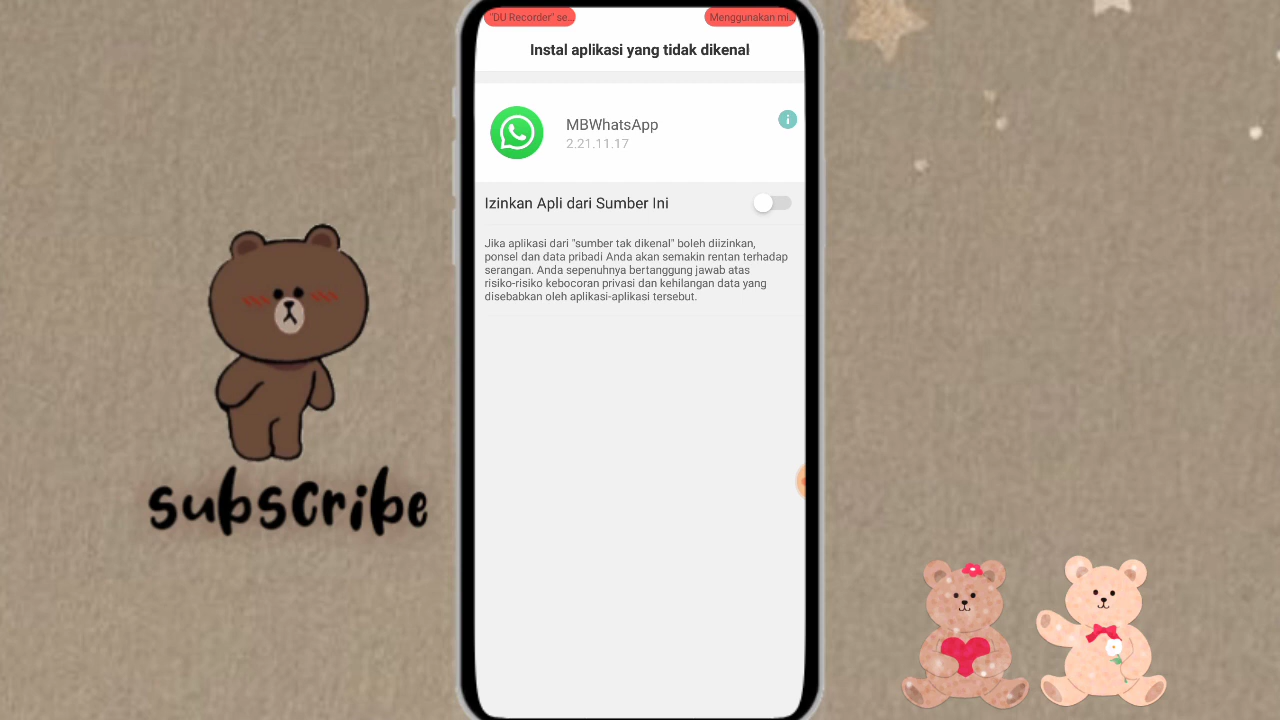 "DU Recorder" se...
Menggunakan mi...
Instal aplikasi yang tidak dikenal
MBWhatsApp
2.21.11.17
Izinkan Apli dari Sumber Ini
Jika aplikasi dari "sumber tak dikenal" boleh diizinkan,
ponsel dan data pribadi Anda akan semakin rentan terhadap
serangan. Anda sepenuhnya bertanggung jawab atas
risiko-risiko kebocoran privasi dan kehilangan data yang
disebabkan oleh aplikasi-aplikasi tersebut.
subscribe